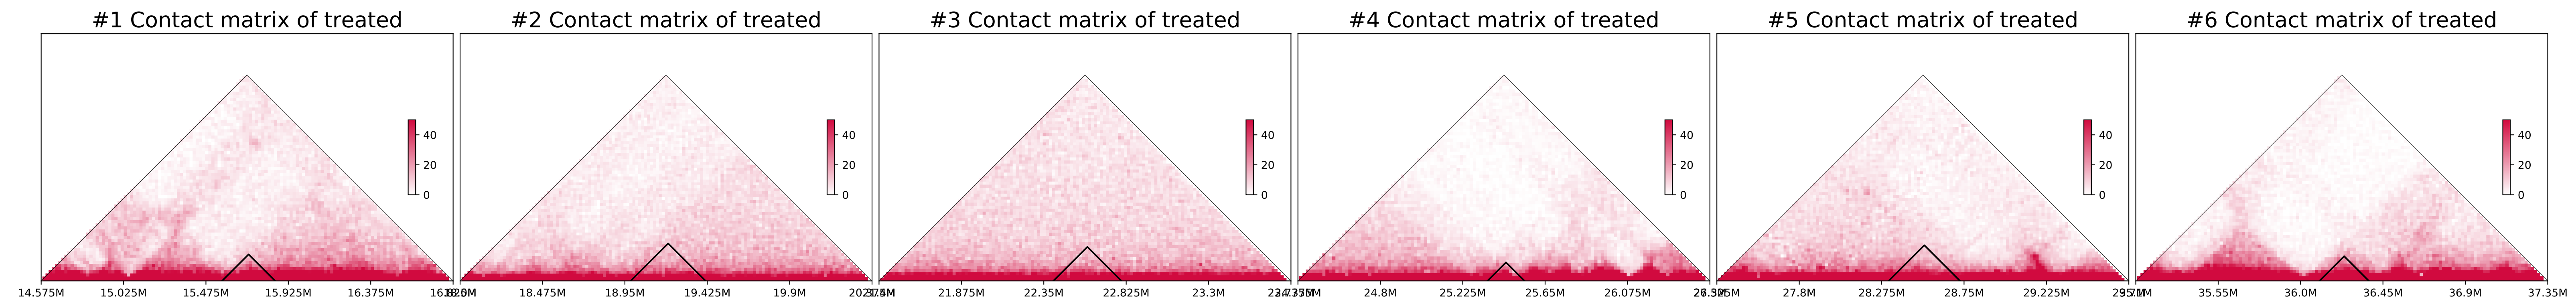 #1 Contact matrix of treated
#2 Contact matrix of treated
#3 Contact matrix of treated
#4 Contact matrix of treated
#5 Contact matrix of treated
#6 Contact matrix of treated
40
20
0
40
20
0
40
20
0
40
20
0
40
20
0
40
20
0
14.575M 15.025M 15.475M 15.925M 16.375M
18.475M 18.95M 19.425M 19.9M
21.875M 22.35M 22.825M 23.3M
24.8M 25.225M 25.65M 26.075M
27.8M 28.275M 28.75M 29.225M
35.55M 36.0M 36.45M 36.9M 37.35M